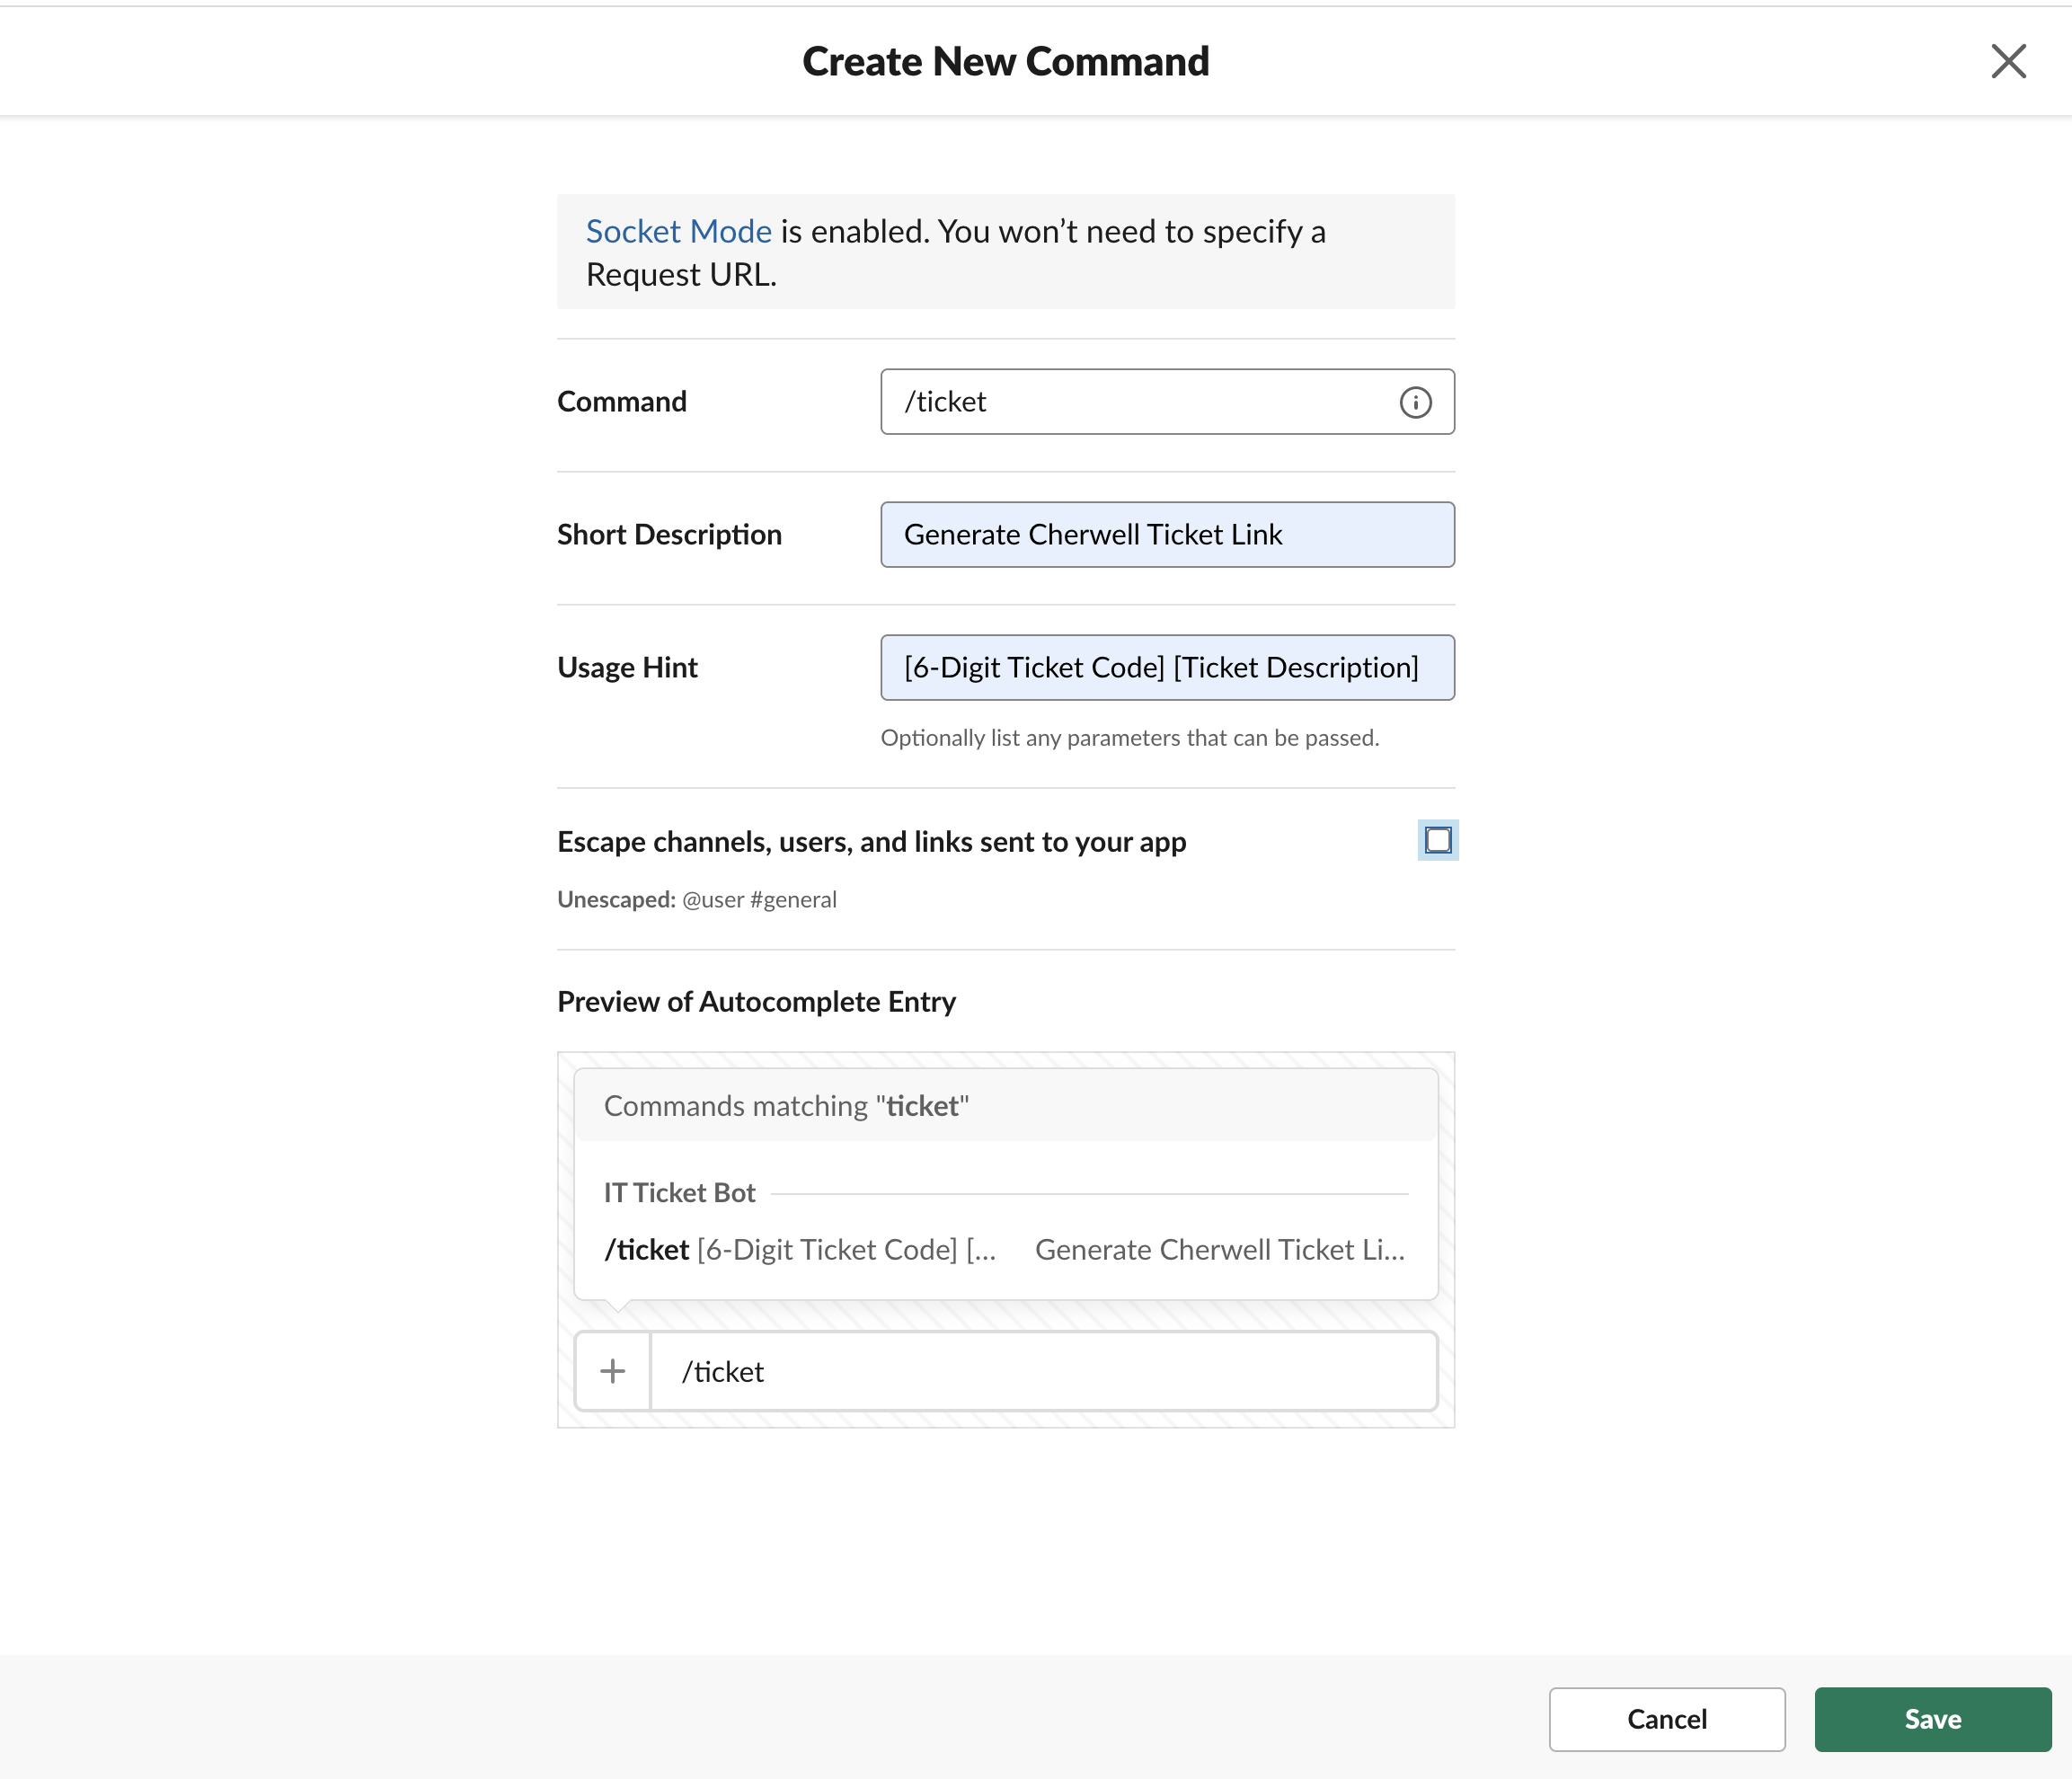 Create New Command
Socket Mode is enabled. You won’t need to specify a
Request URL.
Command
/ticket
Short Description
Generate Cherwell Ticket Link
Usage Hint
[6-Digit Ticket Code] [Ticket Description]
Optionally list any parameters that can be passed.
Escape channels, users, and links sent to your app
Unescaped: @user #general
Preview of Autocomplete Entry
Commands matching "ticket"
IT Ticket Bot
/ticket [6-Digit Ticket Code] [... Generate Cherwell Ticket Li...
/ticket
Cancel
Save